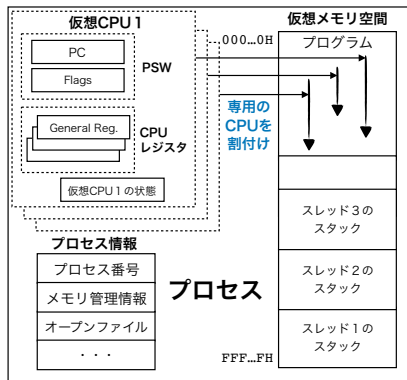 仮想CPU１
PC
Flags
PSW
General Reg.
CPU
レジスタ
仮想CPU１の状態
プロセス情報
プロセス番号
メモリ管理情報
オープンファイル
・・・
プロセス
専用の
CPUを
割付け
仮想メモリ空間
000…0H
プログラム
スレッド３の
スタック
スレッド２の
スタック
スレッド１の
スタック
FFF…FH